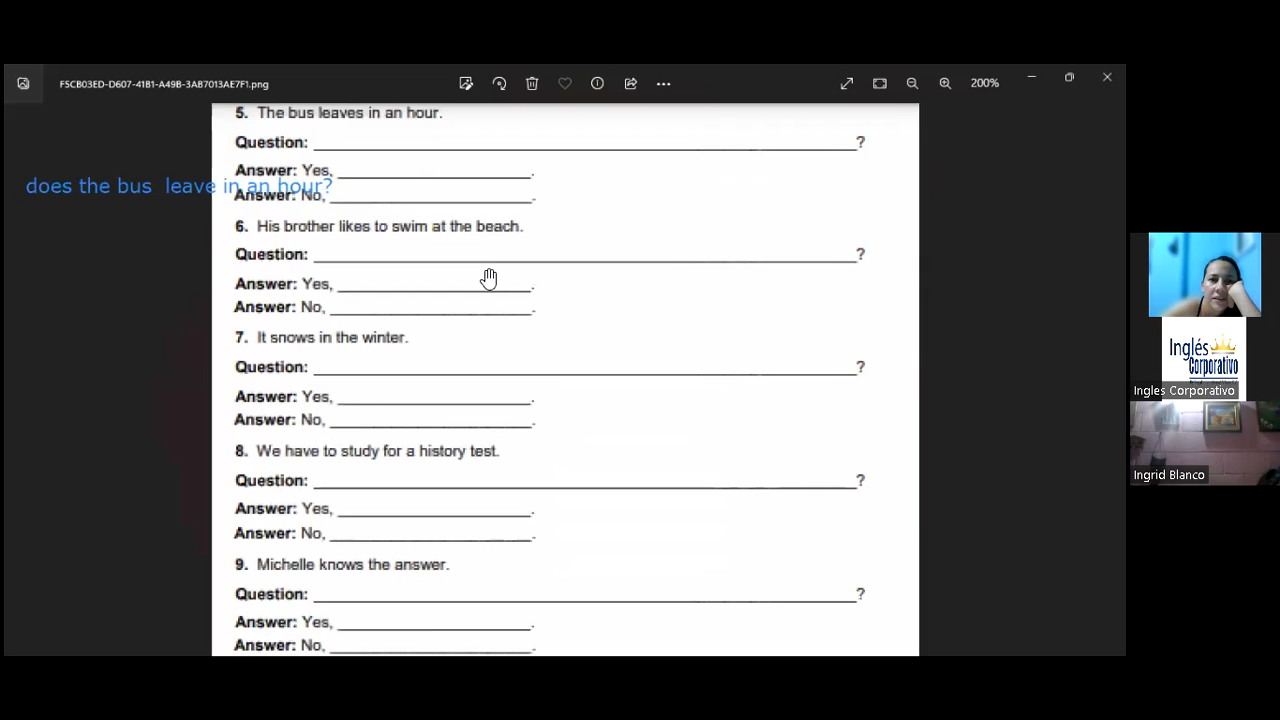 F5CB03ED-D607-41B1-A49B-3AB7013AE7F1.png
200%
5. The bus leaves in an hour.
Question: ?
Answer: Yes, .
does the bus leave in an hour?
Answer: No, .
6. His brother likes to swim at the beach.
Question: ?
Answer: Yes, .
Answer: No, .
7. It snows in the winter.
Question: ?
Answer: Yes, .
Answer: No, .
8. We have to study for a history test.
Question: ?
Answer: Yes, .
Answer: No, .
9. Michelle knows the answer.
Question: ?
Answer: Yes, .
Answer: No, .
Inglés
Corporativo
Ingles Corporativo
Ingrid Blanco